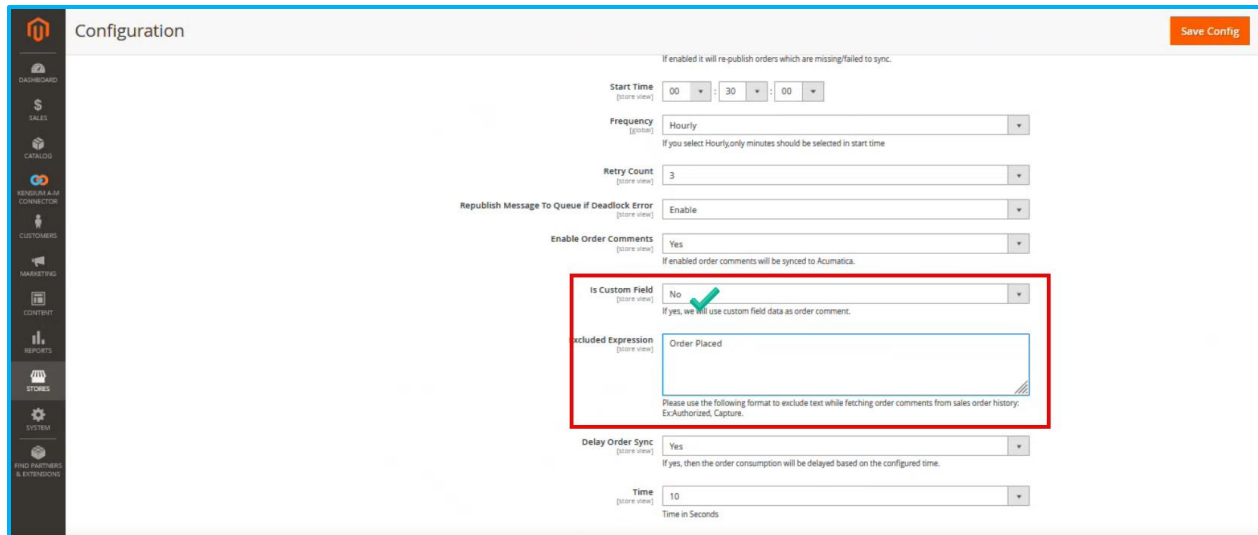 Configuration
Save Config
DASHBOARD
SALES
CATALOG
KENSIUM A-M
CONNECTOR
CUSTOMERS
MARKETING
CONTENT
REPORTS
STORES
SYSTEM
FIND PARTNERS
& EXTENSIONS
If enabled it will re-publish orders which are missing/failed to sync.
Start Time
[store view]
00 : 30 : 00
Frequency
[global]
Hourly
If you select Hourly,only minutes should be selected in start time
Retry Count
[store view]
3
Republish Message To Queue if Deadlock Error
[store view]
Enable
Enable Order Comments
[store view]
Yes
If enabled order comments will be synced to Acumatica.
Is Custom Field
[store view]
No
If yes, we will use custom field data as order comment.
Excluded Expression
[store view]
Order Placed
Please use the following format to exclude text while fetching order comments from sales order history:
Ex:Authorized, Capture.
Delay Order Sync
[store view]
Yes
If yes, then the order consumption will be delayed based on the configured time.
Time
[store view]
10
Time in Seconds